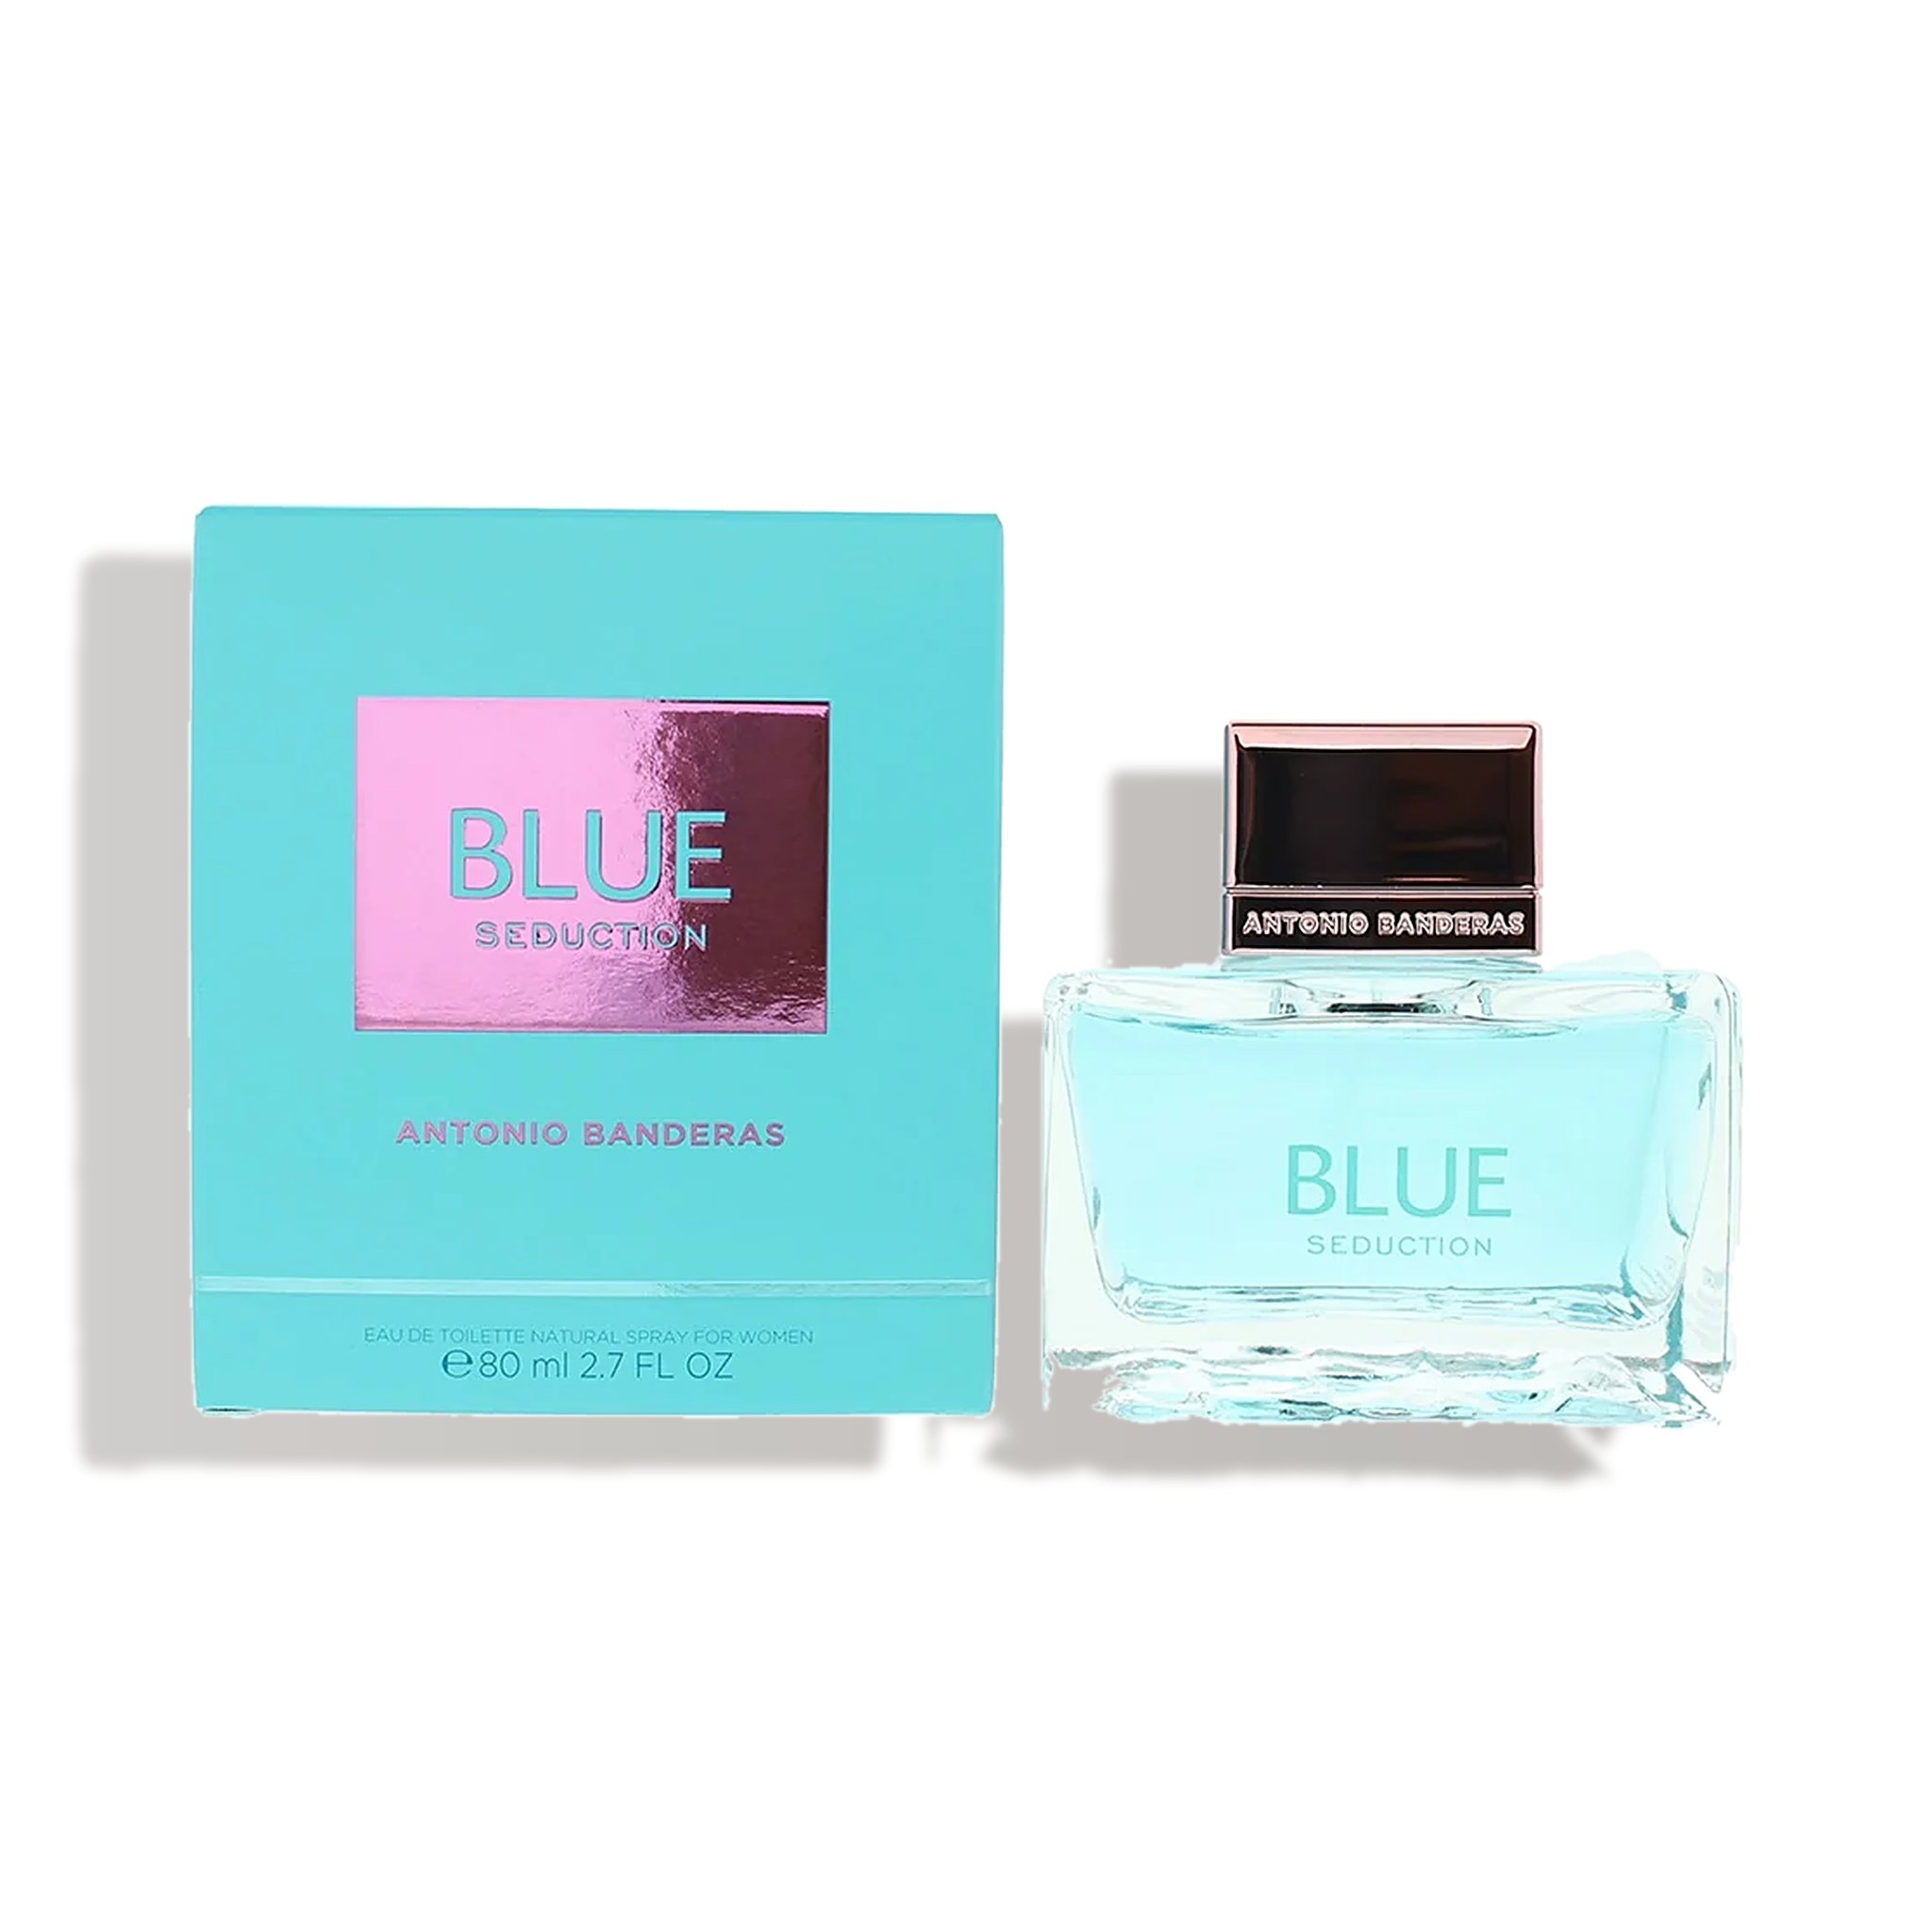 BLUE
SEDUCTION
ANTONIO BANDERAS
EAU DE TOILETTE NATURAL SPRAY FOR WOMEN
℮80 ml 2.7 FL OZ
ANTONIO BANDERAS
BLUE
SEDUCTION